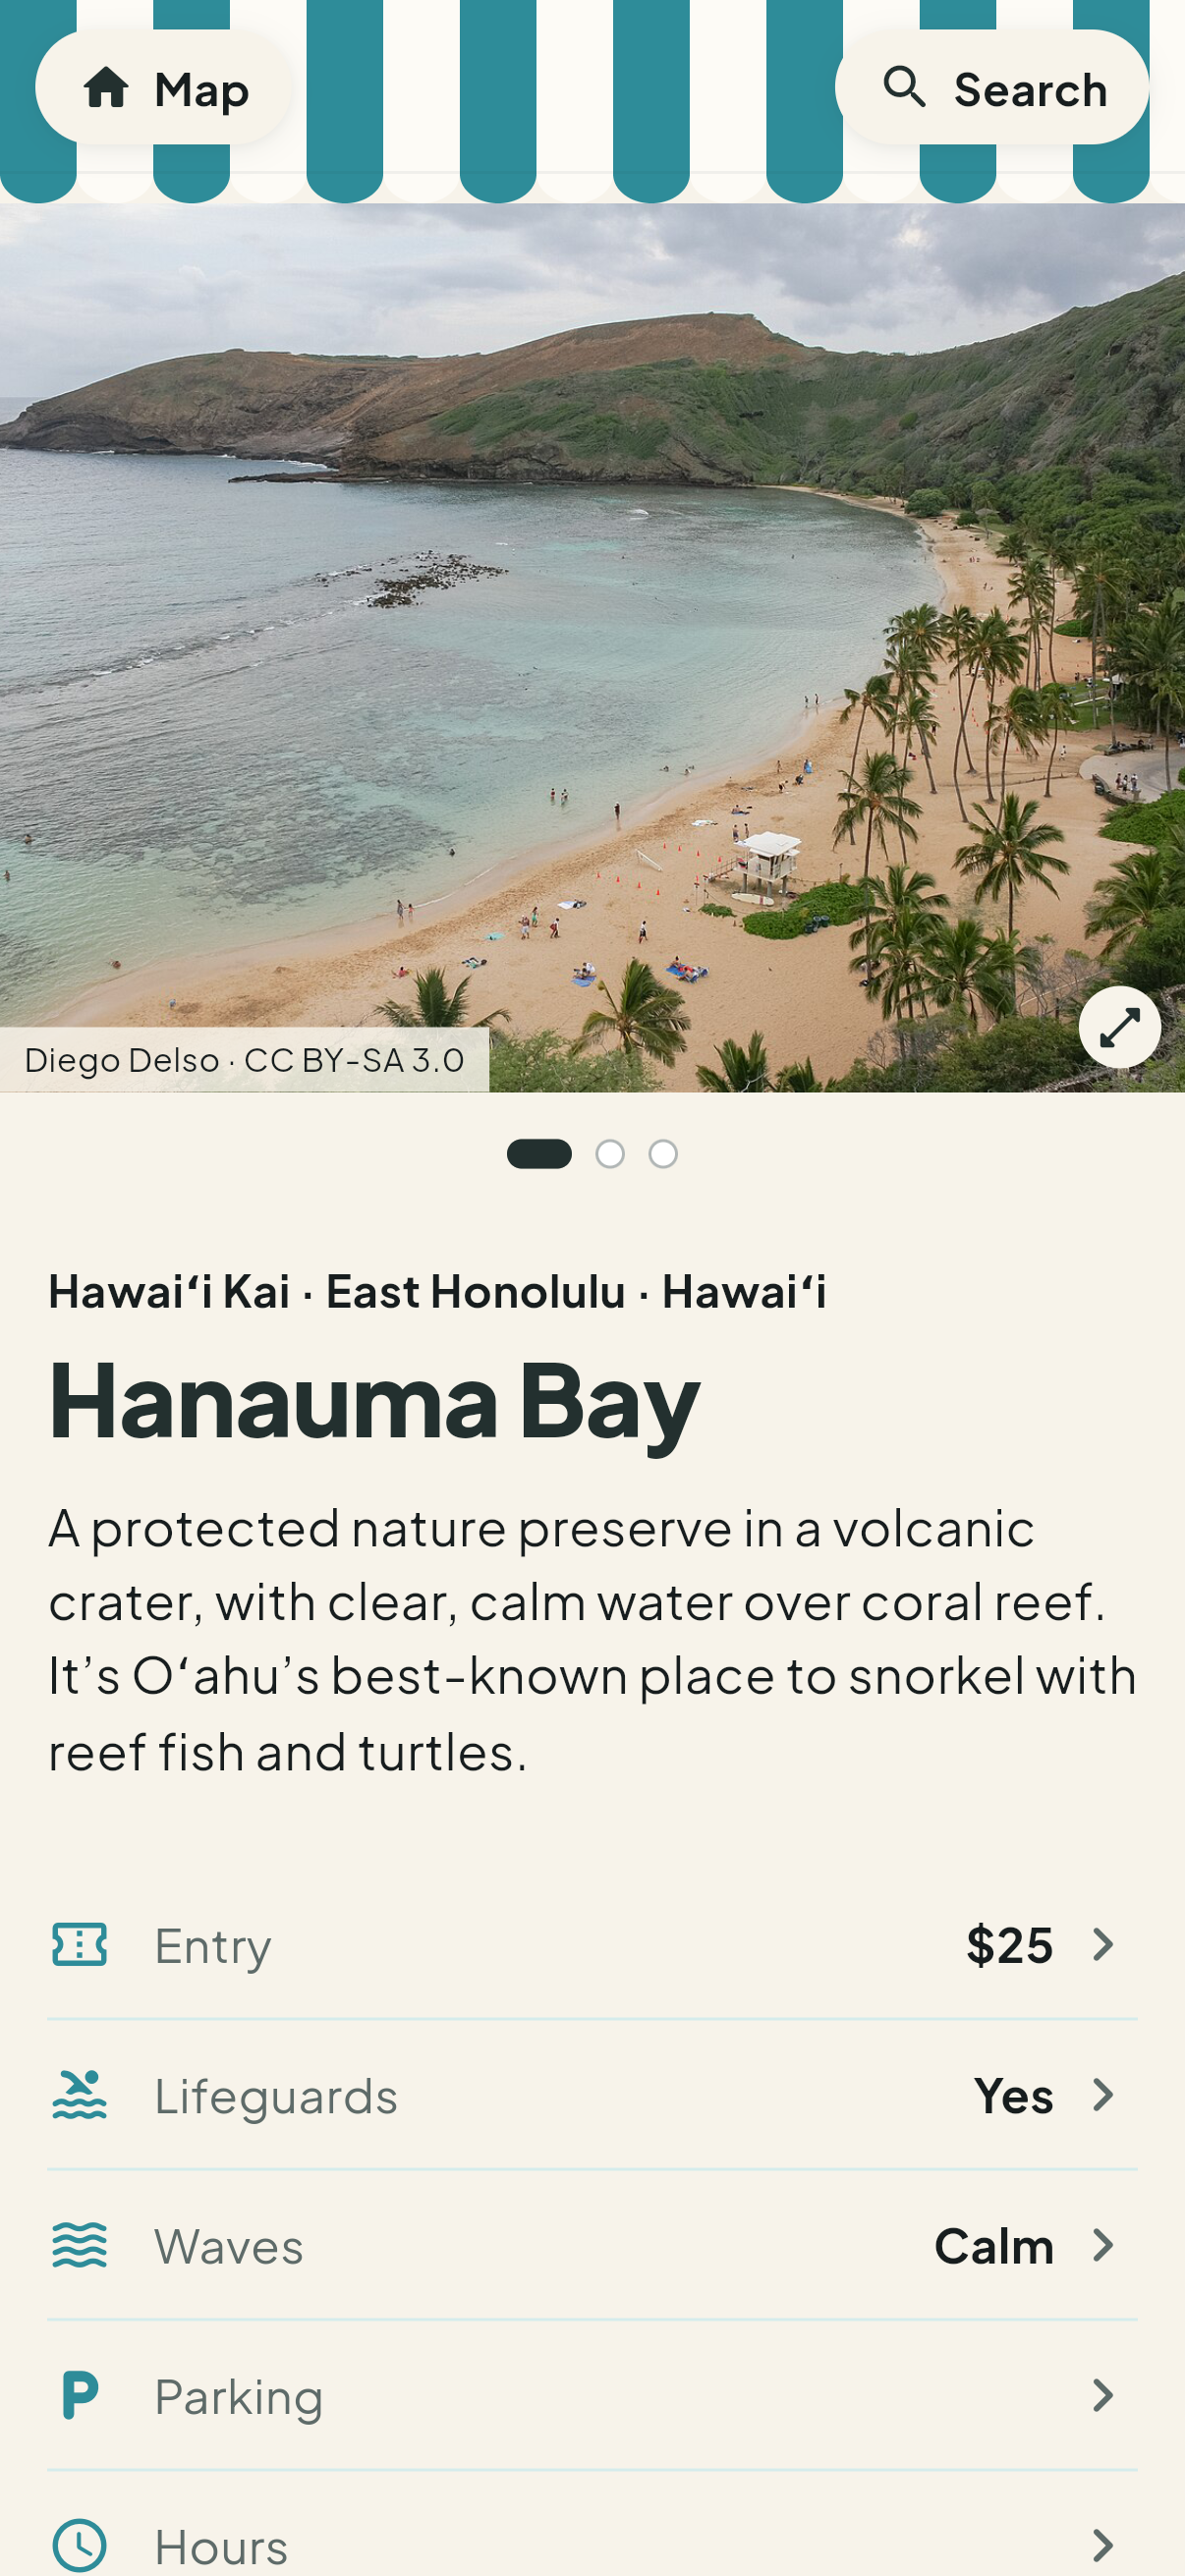 Map
Search
Diego Delso · CC BY-SA 3.0
Hawaiʻi Kai · East Honolulu · Hawaiʻi
Hanauma Bay
A protected nature preserve in a volcanic
crater, with clear, calm water over coral reef.
It’s Oʻahu’s best-known place to snorkel with
reef fish and turtles.
Entry $25
Lifeguards Yes
Waves Calm
P Parking
Hours